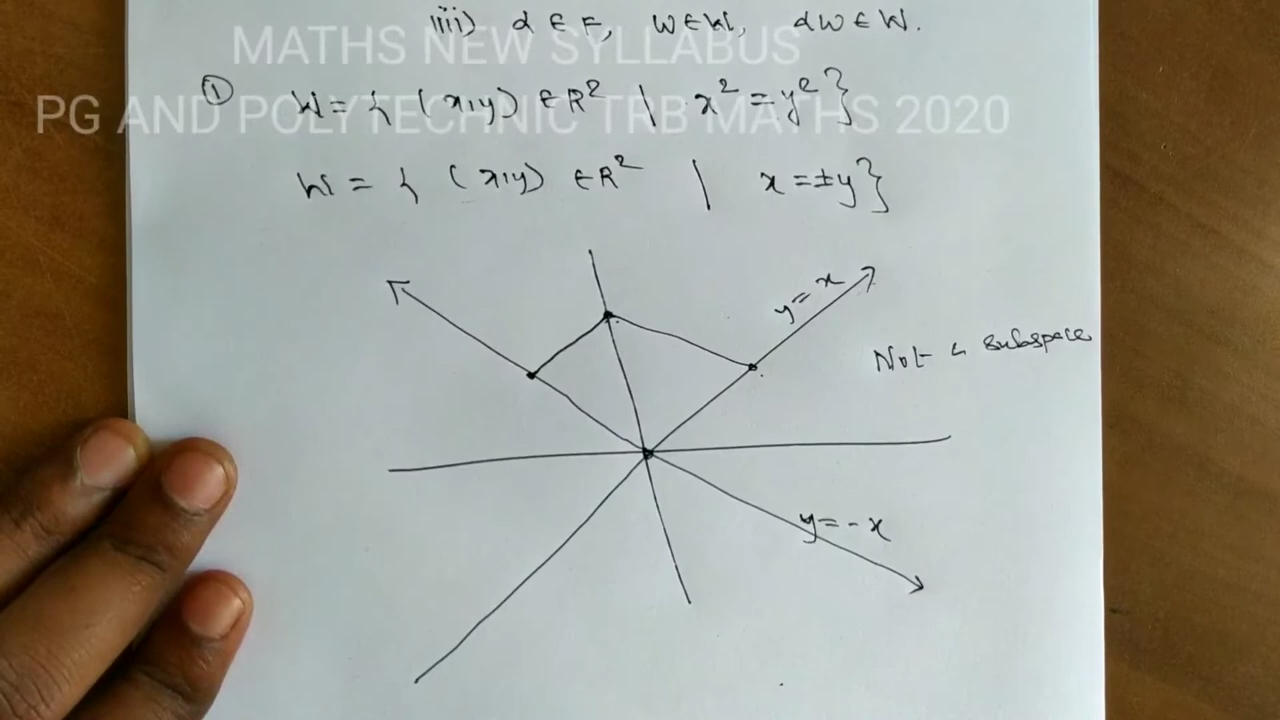 iii) α ∈ F, w ∈ W, αw ∈ W.
MATHS NEW SYLLABUS
① W = { (x,y) ∈ R² | x² = y² }
PG AND POLYTECHNIC TRB MATHS 2020
W = { (x,y) ∈ R² | x = ±y }
y = x
Not a subspace
y = - x